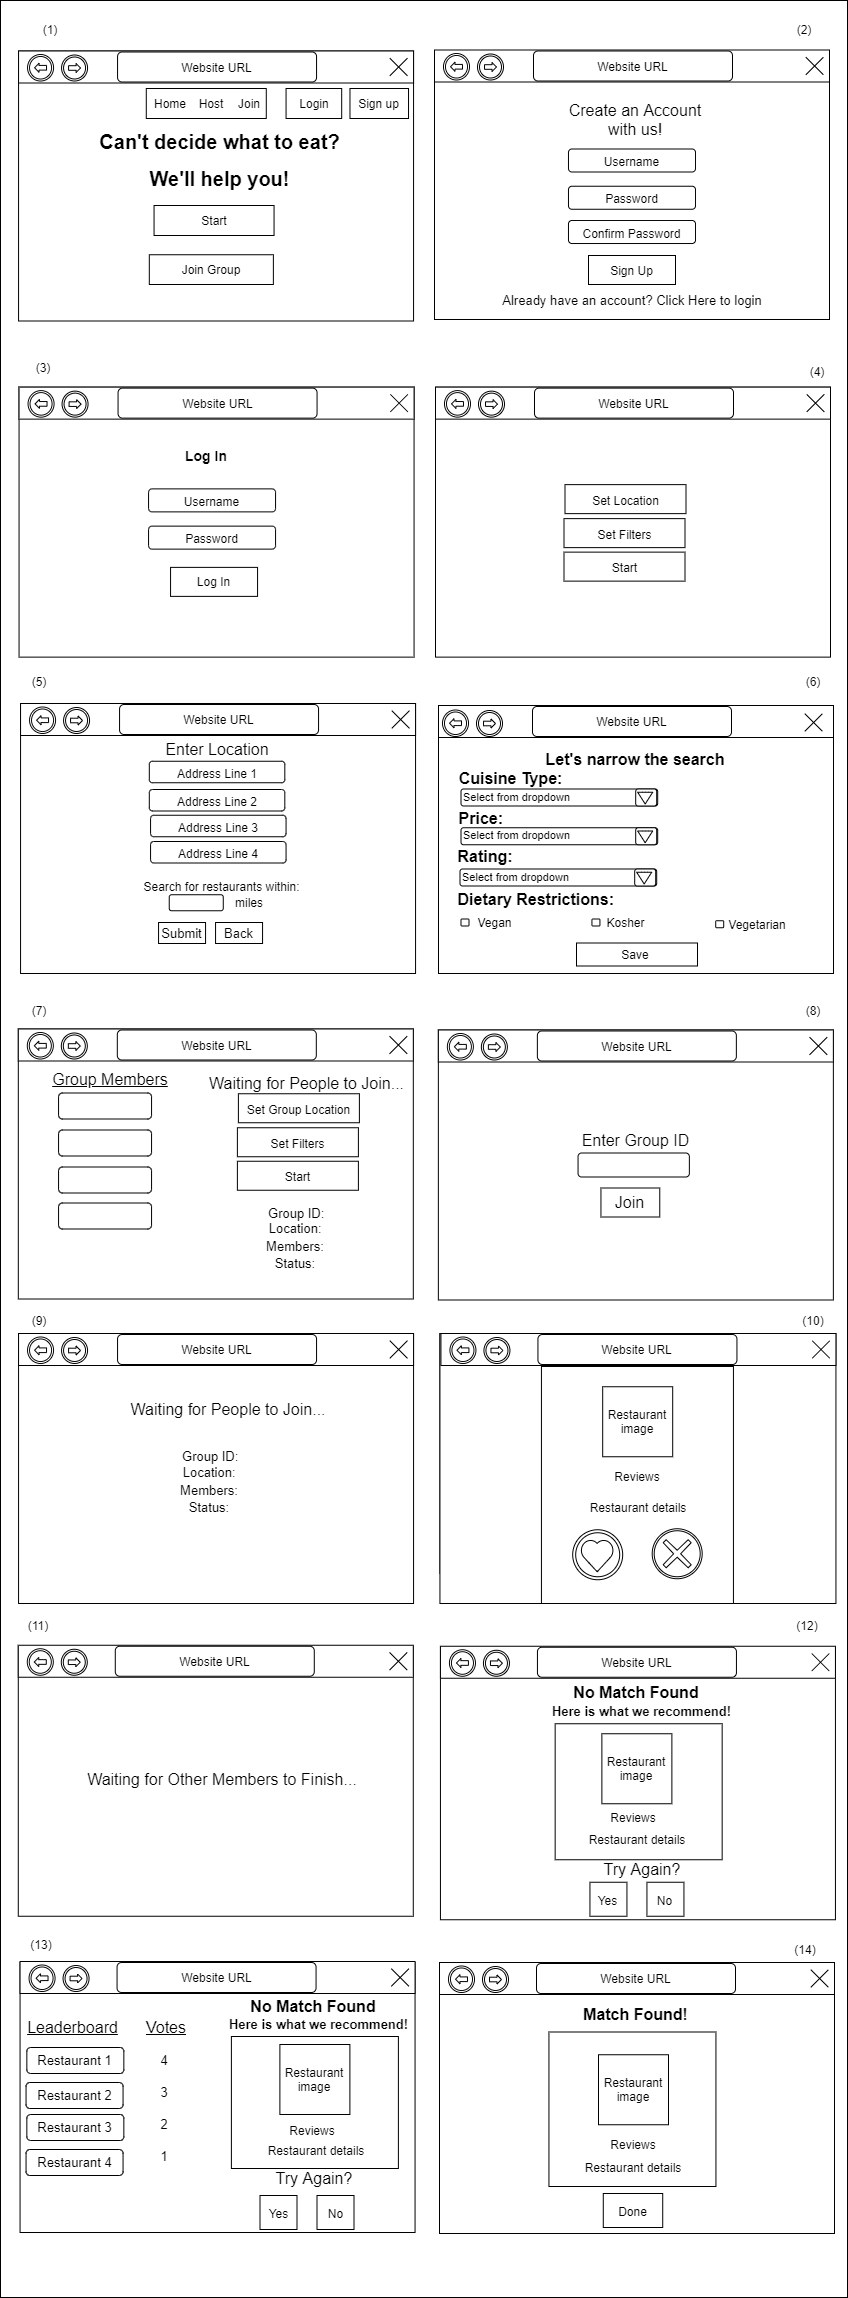 (1)
Website URL
Home Host Join Login Sign up
Can't decide what to eat?
We'll help you!
Start
Join Group
(2)
Website URL
Create an Account
with us!
Username
Password
Confirm Password
Sign Up
Already have an account? Click Here to login
(3)
Website URL
Log In
Username
Password
Log In
(4)
Website URL
Set Location
Set Filters
Start
(5)
Website URL
Enter Location
Address Line 1
Address Line 2
Address Line 3
Address Line 4
Search for restaurants within:
miles
Submit Back
(6)
Website URL
Let's narrow the search
Cuisine Type:
Select from dropdown
Price:
Select from dropdown
Rating:
Select from dropdown
Dietary Restrictions:
Vegan Kosher Vegetarian
Save
(7)
Website URL
Group Members
Waiting for People to Join...
Set Group Location
Set Filters
Start
Group ID:
Location:
Members:
Status:
(8)
Website URL
Enter Group ID
Join
(9)
Website URL
Waiting for People to Join...
Group ID:
Location:
Members:
Status:
(10)
Website URL
Restaurant
image
Reviews
Restaurant details
(11)
Website URL
Waiting for Other Members to Finish...
(12)
Website URL
No Match Found
Here is what we recommend!
Restaurant
image
Reviews
Restaurant details
Try Again?
Yes No
(13)
Website URL
Leaderboard Votes
Restaurant 1 4
Restaurant 2 3
Restaurant 3 2
Restaurant 4 1
No Match Found
Here is what we recommend!
Restaurant
image
Reviews
Restaurant details
Try Again?
Yes No
(14)
Website URL
Match Found!
Restaurant
image
Reviews
Restaurant details
Done